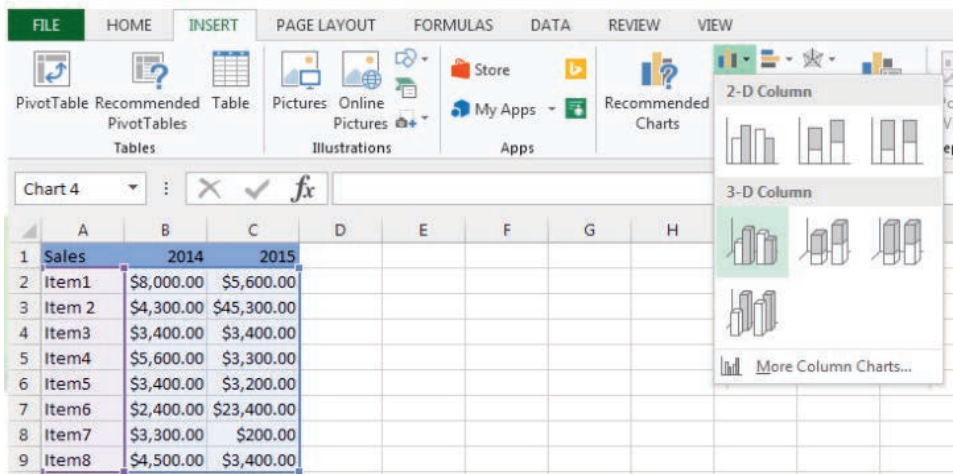 FILE HOME INSERT PAGE LAYOUT FORMULAS DATA REVIEW VIEW
PivotTable Recommended PivotTables Table
Pictures Online Pictures
Store
My Apps
Recommended Charts
Tables Illustrations Apps
2-D Column
3-D Column
More Column Charts...
Chart 4 fx
A B C D E F G H
1 Sales 2014 2015
2 Item1 $8,000.00 $5,600.00
3 Item 2 $4,300.00 $45,300.00
4 Item3 $3,400.00 $3,400.00
5 Item4 $5,600.00 $3,300.00
6 Item5 $3,400.00 $3,200.00
7 Item6 $2,400.00 $23,400.00
8 Item7 $3,300.00 $200.00
9 Item8 $4,500.00 $3,400.00